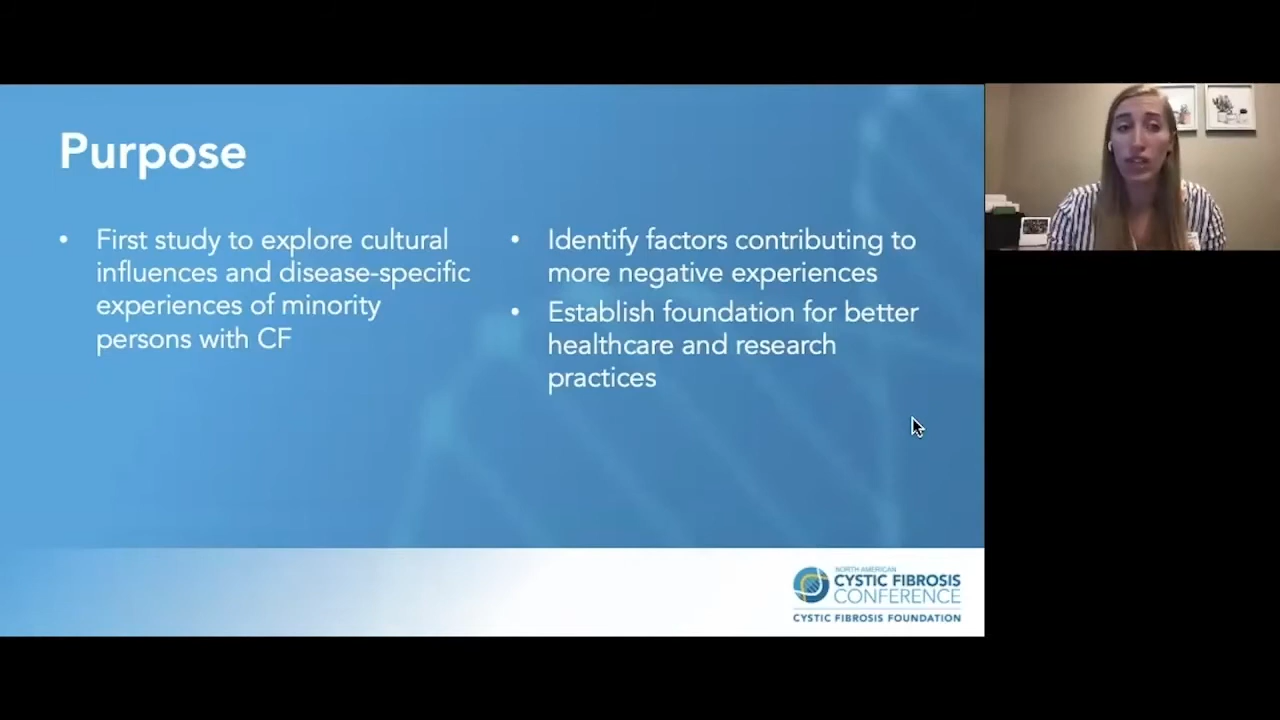 Purpose
• First study to explore cultural
influences and disease-specific
experiences of minority
persons with CF
• Identify factors contributing to
more negative experiences
• Establish foundation for better
healthcare and research
practices
NORTH AMERICAN
CYSTIC FIBROSIS
CONFERENCE
CYSTIC FIBROSIS FOUNDATION